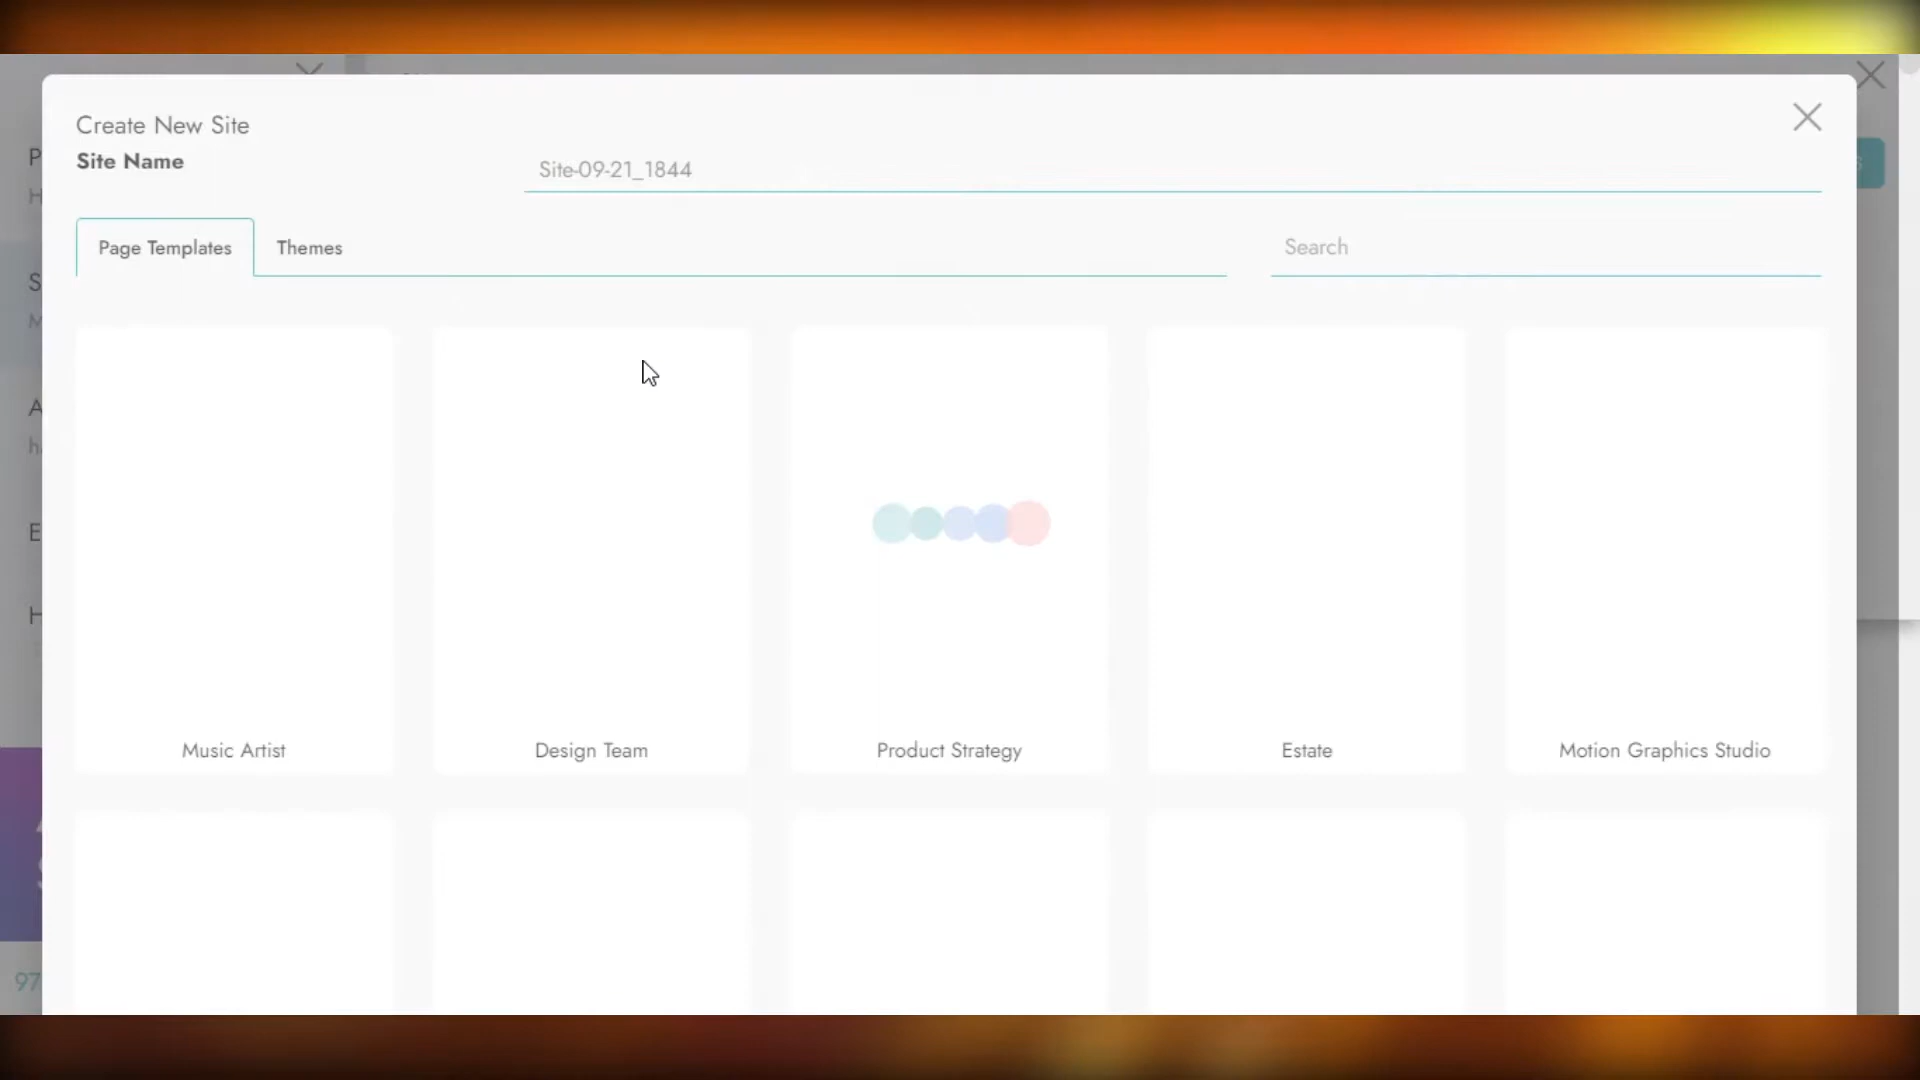 Create New Site
Site Name
Site-09-21_1844
Page Templates
Themes
Search
Music Artist
Design Team
Product Strategy
Estate
Motion Graphics Studio
97